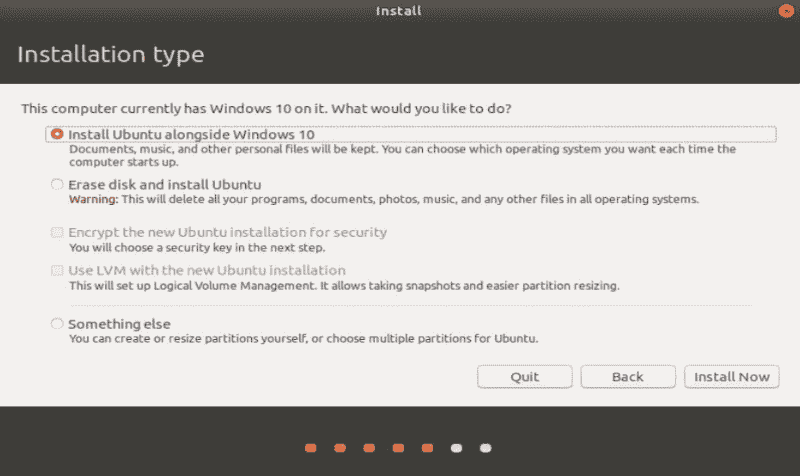 Install
Installation type
This computer currently has Windows 10 on it. What would you like to do?
Install Ubuntu alongside Windows 10
Documents, music, and other personal files will be kept. You can choose which operating system you want each time the
computer starts up.
Erase disk and install Ubuntu
Warning: This will delete all your programs, documents, photos, music, and any other files in all operating systems.
Encrypt the new Ubuntu installation for security
You will choose a security key in the next step.
Use LVM with the new Ubuntu installation
This will set up Logical Volume Management. It allows taking snapshots and easier partition resizing.
Something else
You can create or resize partitions yourself, or choose multiple partitions for Ubuntu.
Quit
Back
Install Now